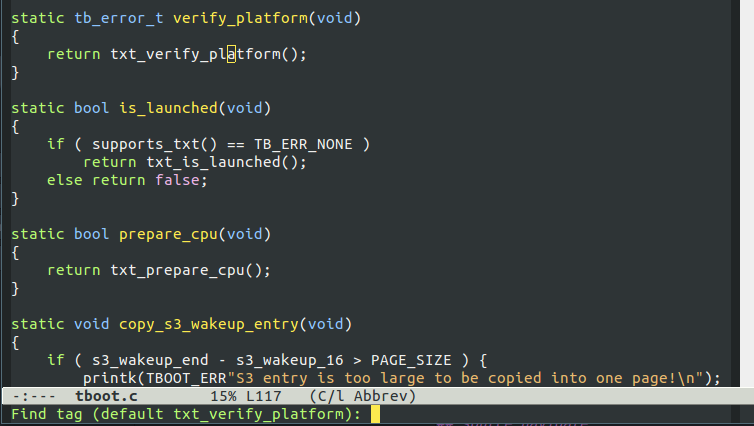 static tb_error_t verify_platform(void)
{
    return txt_verify_platform();
}

static bool is_launched(void)
{
    if ( supports_txt() == TB_ERR_NONE )
        return txt_is_launched();
    else return false;
}

static bool prepare_cpu(void)
{
    return txt_prepare_cpu();
}

static void copy_s3_wakeup_entry(void)
{
    if ( s3_wakeup_end - s3_wakeup_16 > PAGE_SIZE ) {
        printk(TBOOT_ERR"S3 entry is too large to be copied into one page!\n");
-:---  tboot.c        15% L117   (C/l Abbrev)
Find tag (default txt_verify_platform):